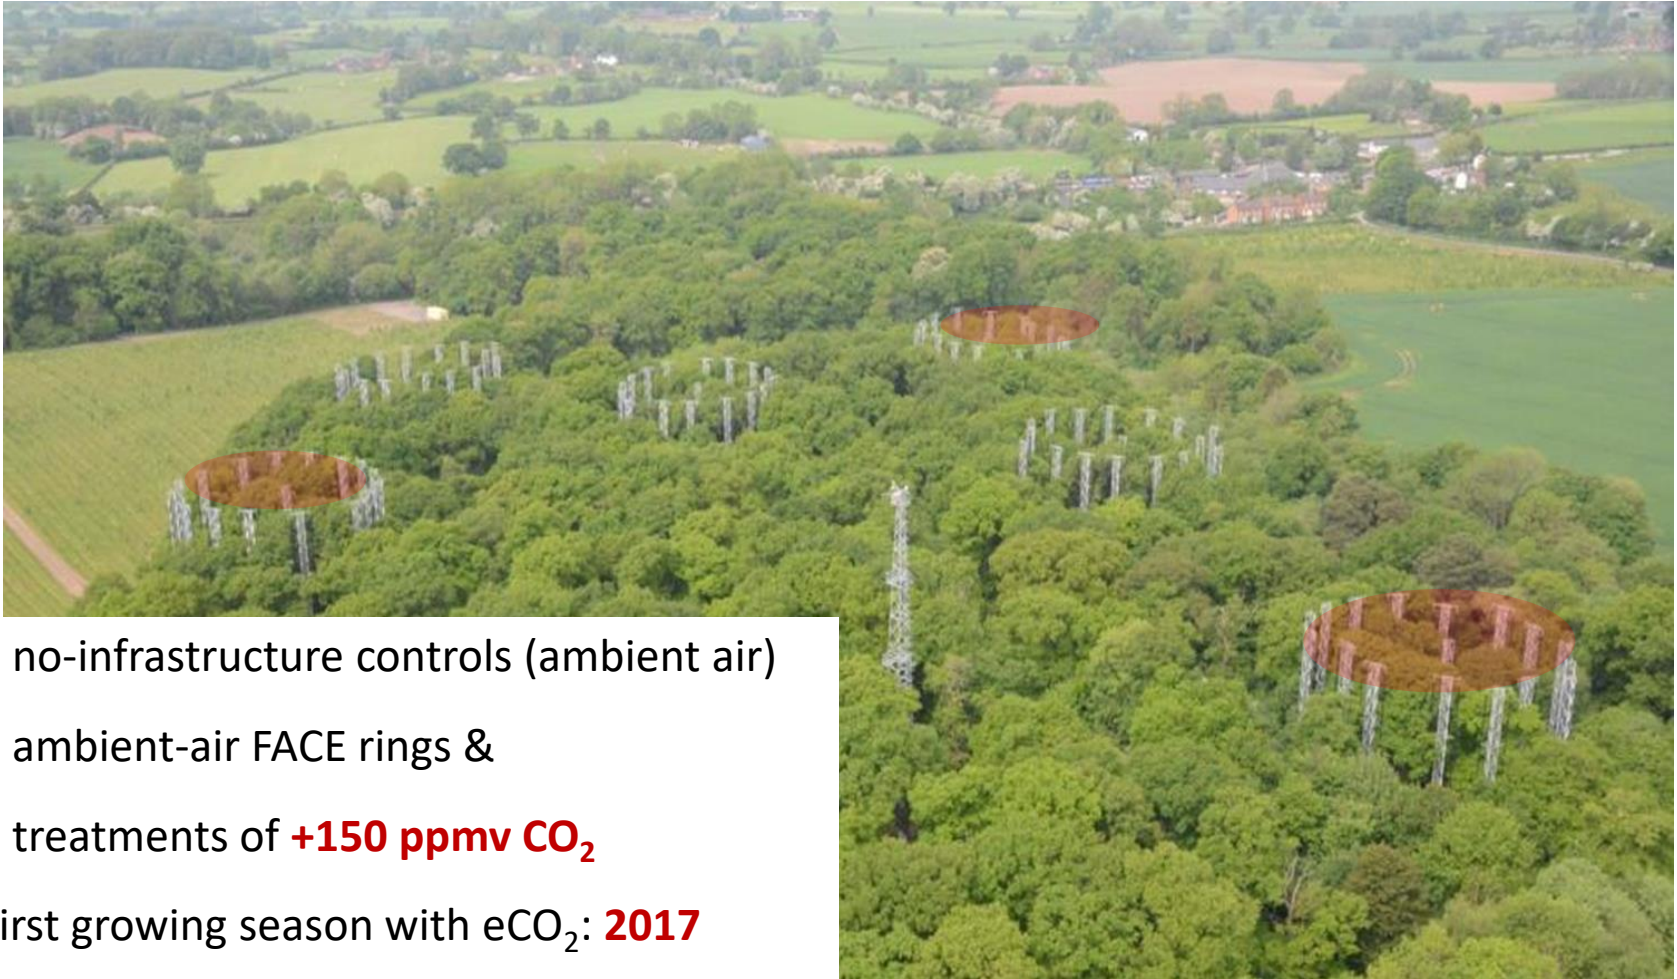 no-infrastructure controls (ambient air)
ambient-air FACE rings &
treatments of +150 ppmv CO₂
irst growing season with eCO₂: 2017